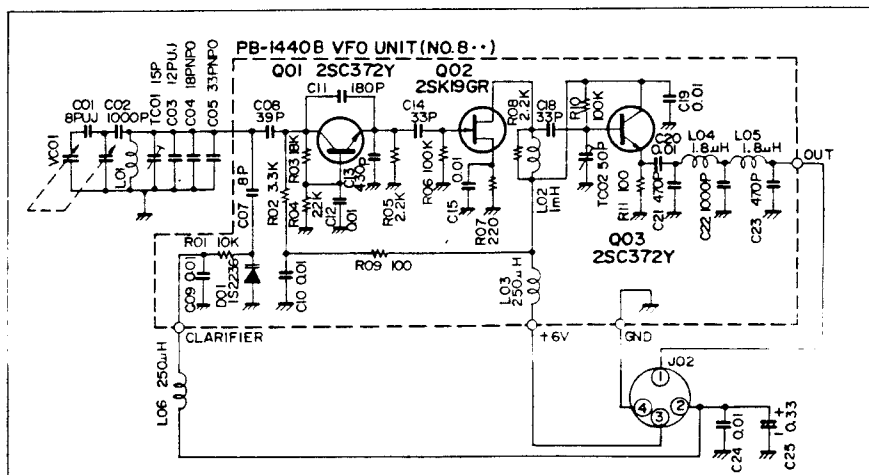 PB-1440B VFO UNIT (NO. 8··)
Q01 2SC372Y
Q02
2SK19GR
VC01
C01
8PUJ
C02
1000P
L01
TC01 15P
C03 12PUJ
C04 18PNPO
C05 33PNPO
C08
39P
C11
180P
R03 18K
R02 3.3K
R04
22K
C12
.001
C13
430P
R05
2.2K
C14
33P
R06 100K
C15
0.01
R07
220
R08
2.2K
C18
33P
L02
1mH
R10
100K
TC02 50P
C19
0.01
R11 100
C20
0.01
C21 470P
L04
1.8μH
C22 1000P
L05
1.8μH
C23 470P
OUT
Q03
2SC372Y
8P
C07
R01 10K
C09 0.01
D01
1S2236
C10 0.01
R09 100
L03
250μH
CLARIFIER
+6V
GND
L06 250μH
J02
1
4
2
3
C24 0.01
+
-
C25 0.33